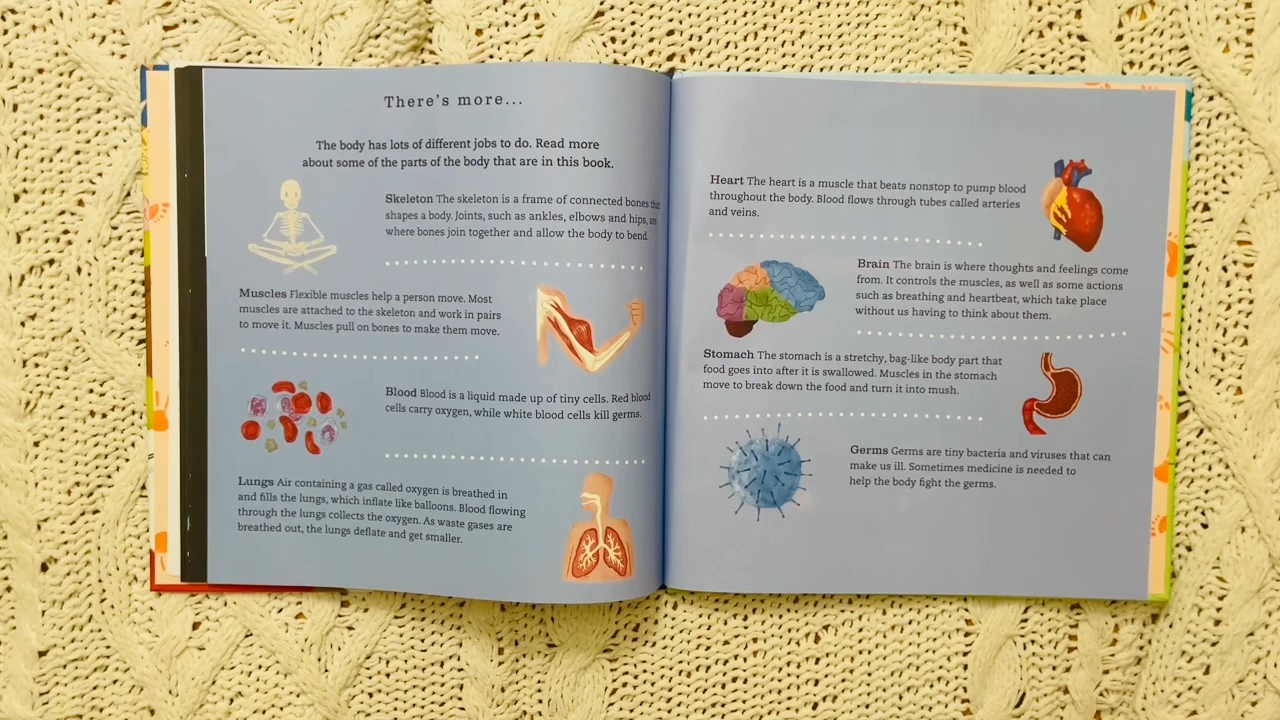 There's more...
The body has lots of different jobs to do. Read more
about some of the parts of the body that are in this book.
Skeleton The skeleton is a frame of connected bones that
shapes a body. Joints, such as ankles, elbows and hips, are
where bones join together and allow the body to bend.
Muscles Flexible muscles help a person move. Most
muscles are attached to the skeleton and work in pairs
to move it. Muscles pull on bones to make them move.
Blood Blood is a liquid made up of tiny cells. Red blood
cells carry oxygen, while white blood cells kill germs.
Lungs Air containing a gas called oxygen is breathed in
and fills the lungs, which inflate like balloons. Blood flowing
through the lungs collects the oxygen. As waste gases are
breathed out, the lungs deflate and get smaller.
Heart The heart is a muscle that beats nonstop to pump blood
throughout the body. Blood flows through tubes called arteries
and veins.
Brain The brain is where thoughts and feelings come
from. It controls the muscles, as well as some actions
such as breathing and heartbeat, which take place
without us having to think about them.
Stomach The stomach is a stretchy, bag-like body part that
food goes into after it is swallowed. Muscles in the stomach
move to break down the food and turn it into mush.
Germs Germs are tiny bacteria and viruses that can
make us ill. Sometimes medicine is needed to
help the body fight the germs.